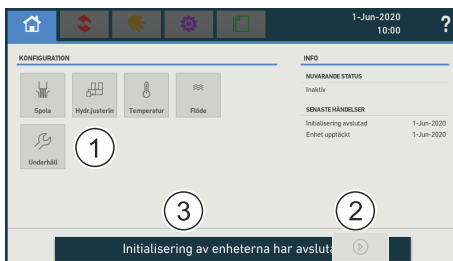 1-Jun-2020
10:00
?
KONFIGURATION
Spola
Hydr.justerin
Temperatur
Flöde
Underhåll
1
INFO
NUVARANDE STATUS
Inaktiv
SENASTE HÄNDELSER
Initialisering avslutad 1-Jun-2020
Enhet upptäckt 1-Jun-2020
3
2
Initialisering av enheterna har avsluta